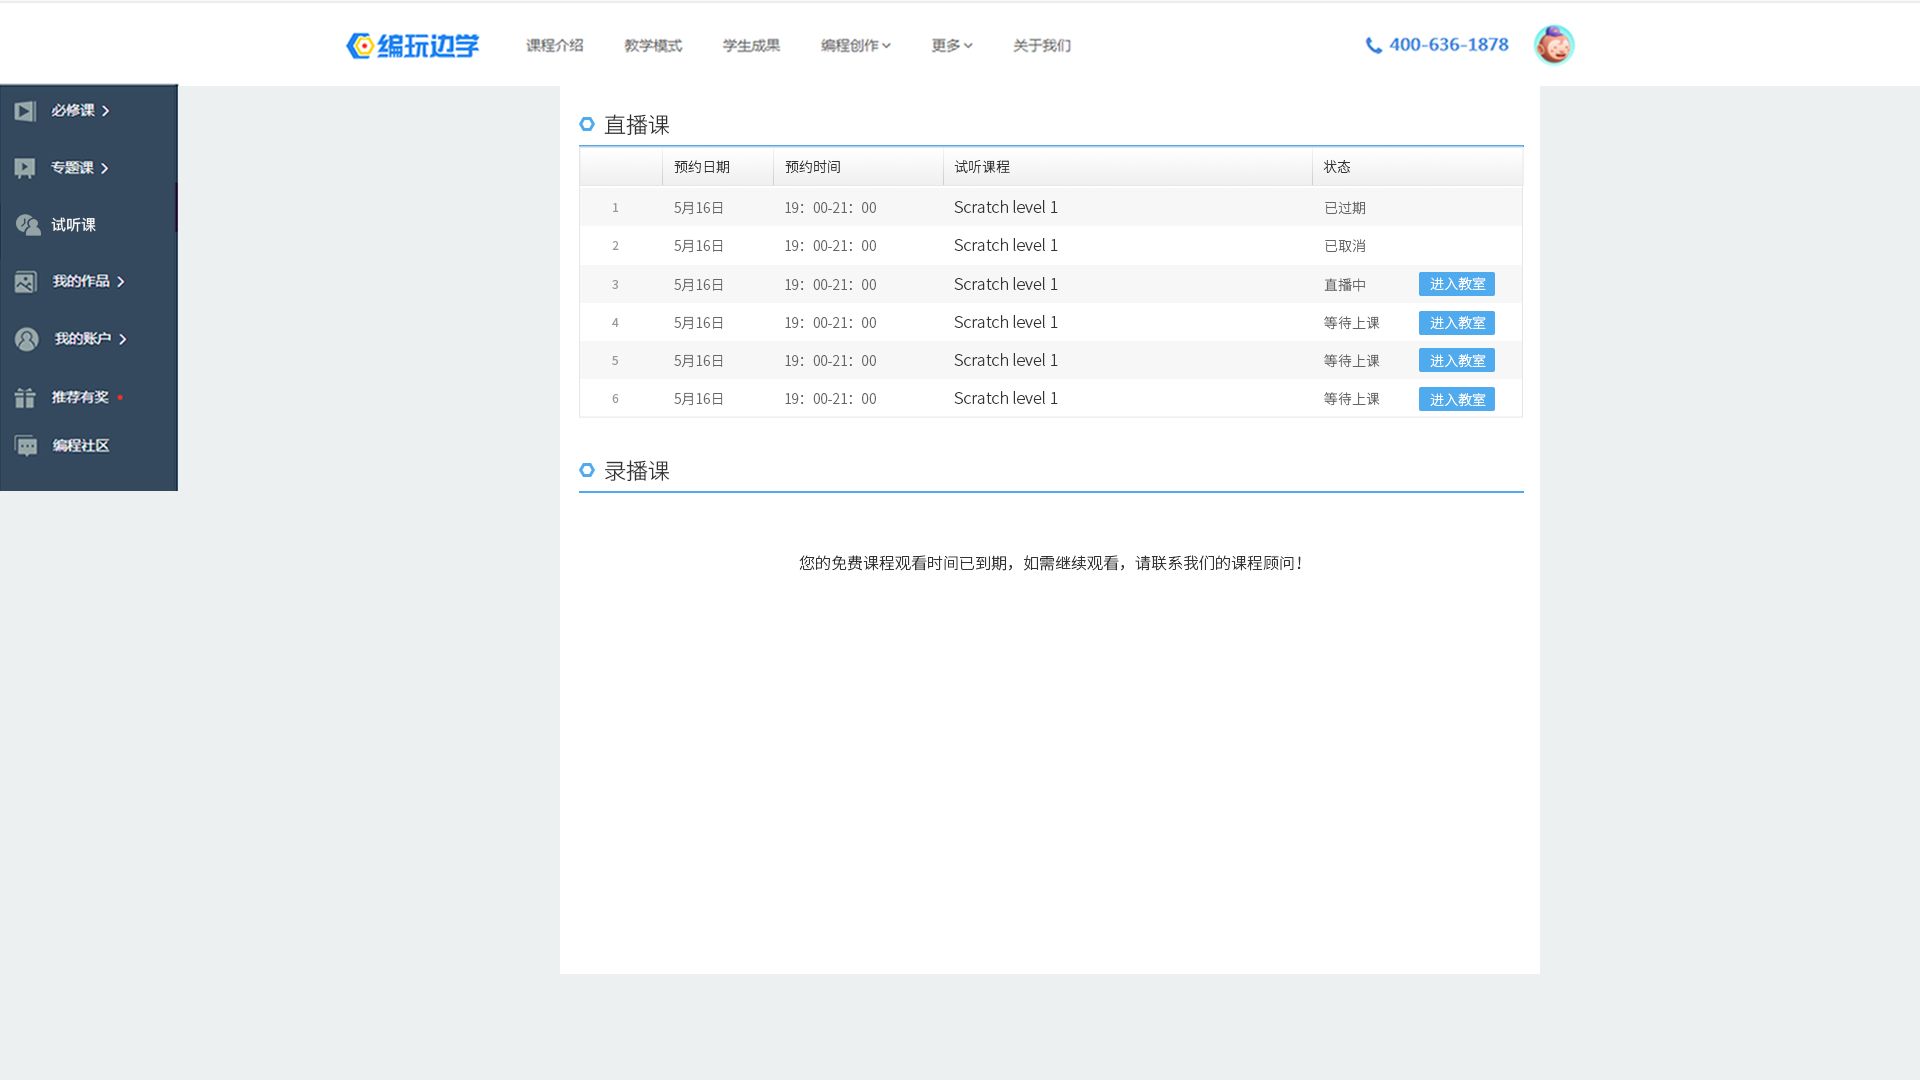 编玩边学 课程介绍 教学模式 学生成果 编程创作 更多 关于我们 400-636-1878
必修课
专题课
试听课
我的作品
我的账户
推荐有奖
编程社区
直播课
预约日期 预约时间 试听课程 状态
1 5月16日 19：00-21：00 Scratch level 1 已过期
2 5月16日 19：00-21：00 Scratch level 1 已取消
3 5月16日 19：00-21：00 Scratch level 1 直播中 进入教室
4 5月16日 19：00-21：00 Scratch level 1 等待上课 进入教室
5 5月16日 19：00-21：00 Scratch level 1 等待上课 进入教室
6 5月16日 19：00-21：00 Scratch level 1 等待上课 进入教室
录播课
您的免费课程观看时间已到期，如需继续观看，请联系我们的课程顾问！